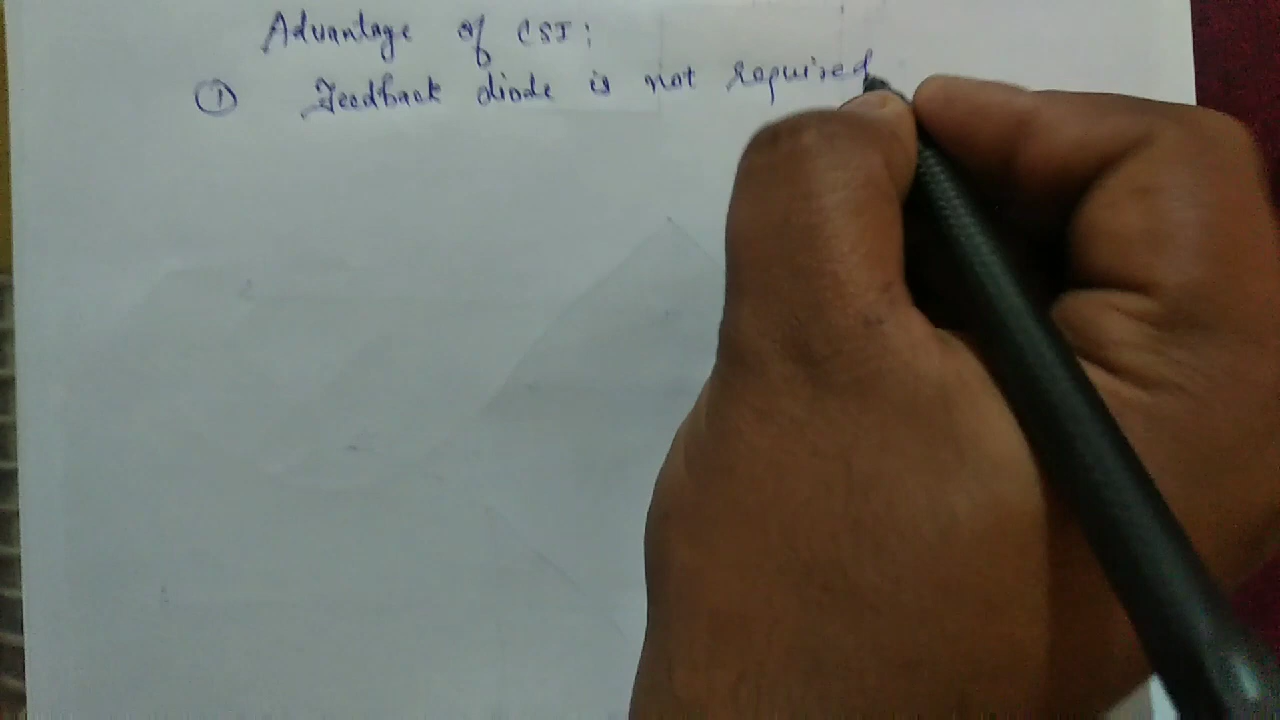 Advantage of CSI:
① Feedback diode is not required